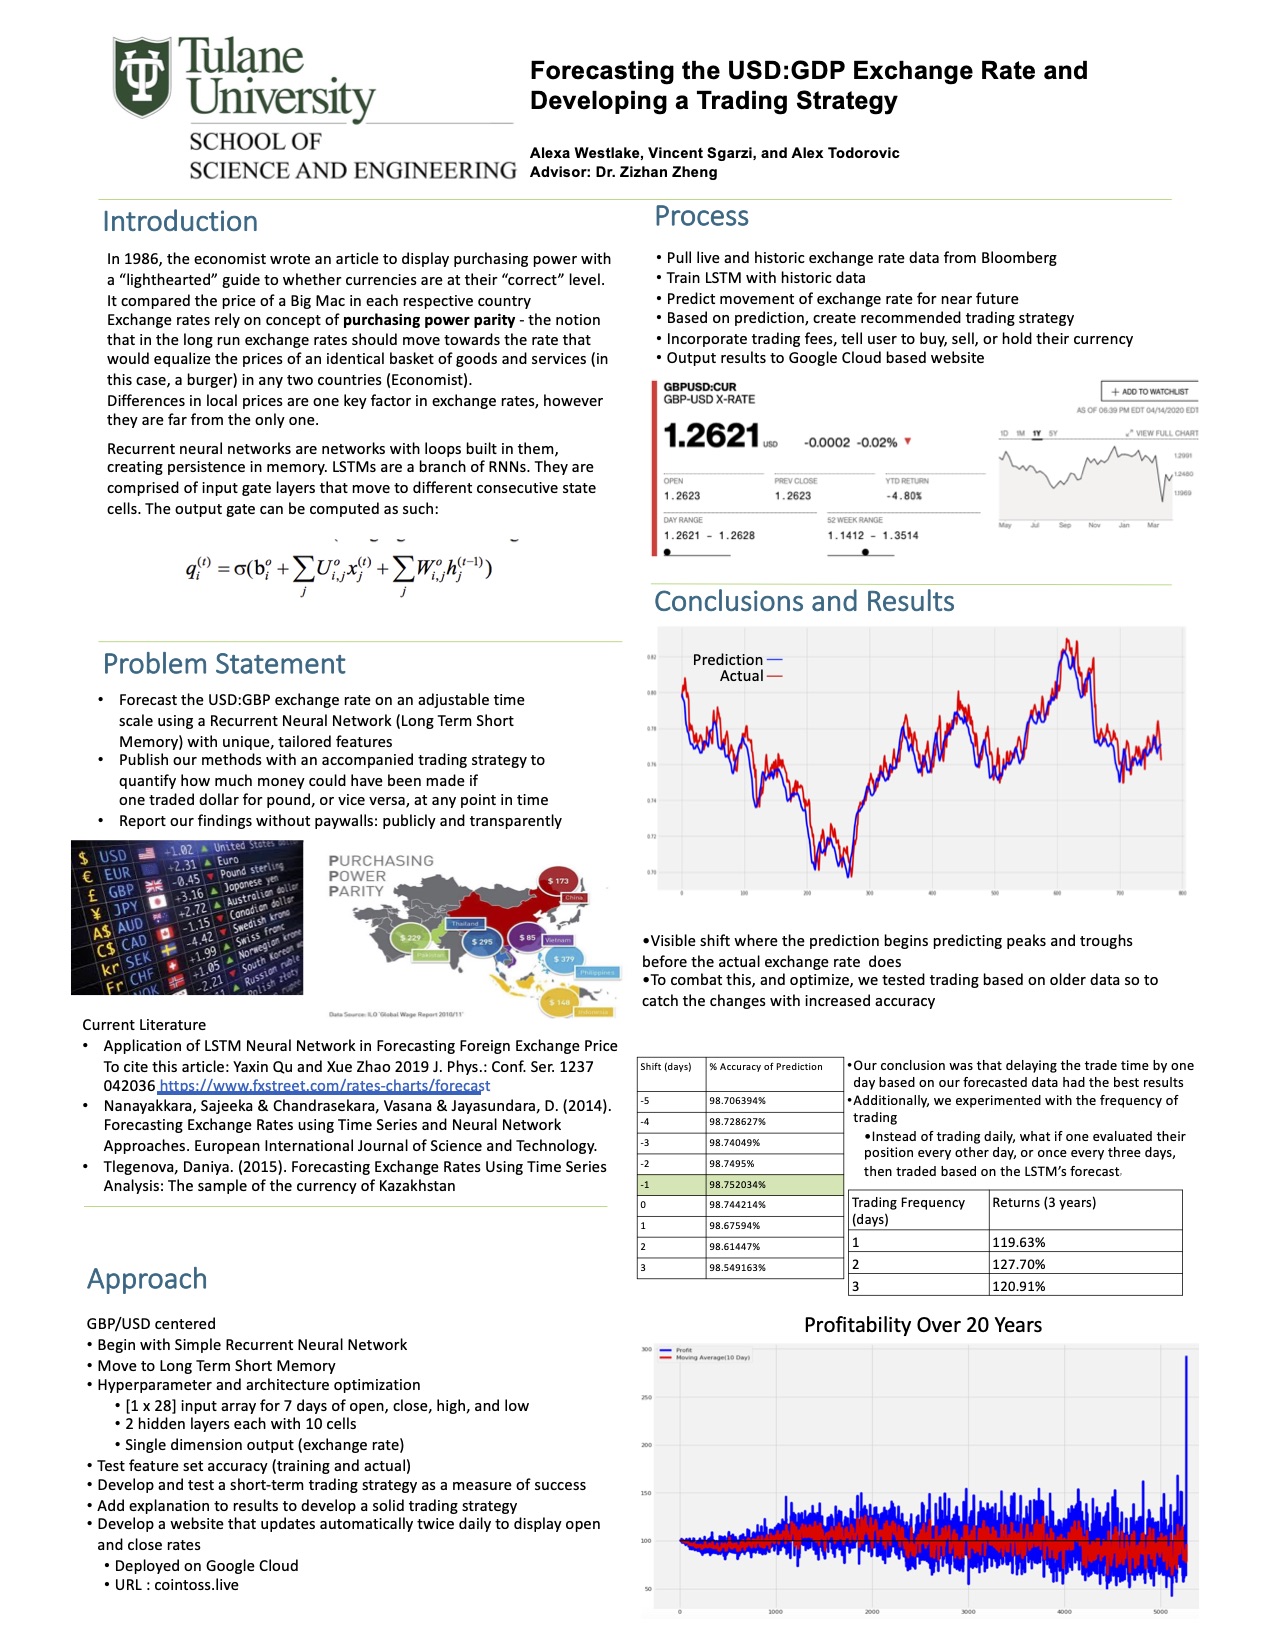 Tulane
University
SCHOOL OF
SCIENCE AND ENGINEERING
Forecasting the USD:GDP Exchange Rate and
Developing a Trading Strategy
Alexa Westlake, Vincent Sgarzi, and Alex Todorovic
Advisor: Dr. Zizhan Zheng
Introduction
In 1986, the economist wrote an article to display purchasing power with
a “lighthearted” guide to whether currencies are at their “correct” level.
It compared the price of a Big Mac in each respective country
Exchange rates rely on concept of purchasing power parity - the notion
that in the long run exchange rates should move towards the rate that
would equalize the prices of an identical basket of goods and services (in
this case, a burger) in any two countries (Economist).
Differences in local prices are one key factor in exchange rates, however
they are far from the only one.
Recurrent neural networks are networks with loops built in them,
creating persistence in memory. LSTMs are a branch of RNNs. They are
comprised of input gate layers that move to different consecutive state
cells. The output gate can be computed as such:
q_i^(t) = σ(b_i^o + ∑_j U_{i,j}^o x_j^(t) + ∑_j W_{i,j}^o h_j^(t−1))
Problem Statement
• Forecast the USD:GBP exchange rate on an adjustable time
scale using a Recurrent Neural Network (Long Term Short
Memory) with unique, tailored features
• Publish our methods with an accompanied trading strategy to
quantify how much money could have been made if
one traded dollar for pound, or vice versa, at any point in time
• Report our findings without paywalls: publicly and transparently
$ USD +1.02 ▲ United States dollar
€ EUR +2.31 ▲ Euro
£ GBP -0.45 ▼ Pound sterling
¥ JPY +3.16 ▲ Japanese yen
A$ AUD +2.72 ▲ Australian dollar
C$ CAD -1.15 ▼ Canadian dollar
kr SEK -4.42 ▼ Swedish krona
Fr CHF +1.99 ▲ Swiss franc
NOK +1.05 ▲ Norwegian krone
-2.21 ▲ South Korean
Russian ruble
Polish
PURCHASING
POWER
PARITY
$ 173
China
Thailand
$ 229
Pakistan
$ 295
$ 85
Vietnam
$ 379
Philippines
$ 148
Indonesia
Data Source: ILO 'Global Wage Report 2010/11'
Current Literature
• Application of LSTM Neural Network in Forecasting Foreign Exchange Price
To cite this article: Yaxin Qu and Xue Zhao 2019 J. Phys.: Conf. Ser. 1237
042036 https://www.fxstreet.com/rates-charts/forecast
• Nanayakkara, Sajeeka & Chandrasekara, Vasana & Jayasundara, D. (2014).
Forecasting Exchange Rates using Time Series and Neural Network
Approaches. European International Journal of Science and Technology.
• Tlegenova, Daniya. (2015). Forecasting Exchange Rates Using Time Series
Analysis: The sample of the currency of Kazakhstan
Approach
GBP/USD centered
• Begin with Simple Recurrent Neural Network
• Move to Long Term Short Memory
• Hyperparameter and architecture optimization
• [1 x 28] input array for 7 days of open, close, high, and low
• 2 hidden layers each with 10 cells
• Single dimension output (exchange rate)
• Test feature set accuracy (training and actual)
• Develop and test a short-term trading strategy as a measure of success
• Add explanation to results to develop a solid trading strategy
• Develop a website that updates automatically twice daily to display open
and close rates
• Deployed on Google Cloud
• URL : cointoss.live
Process
• Pull live and historic exchange rate data from Bloomberg
• Train LSTM with historic data
• Predict movement of exchange rate for near future
• Based on prediction, create recommended trading strategy
• Incorporate trading fees, tell user to buy, sell, or hold their currency
• Output results to Google Cloud based website
GBPUSD:CUR
GBP-USD X-RATE
+ ADD TO WATCHLIST
AS OF 06:39 PM EDT 04/14/2020 EDT
1.2621 USD -0.0002 -0.02% ▼
1D 1M 1Y 5Y VIEW FULL CHART
OPEN PREV CLOSE YTD RETURN
1.2623 1.2623 -4.80%
DAY RANGE 52 WEEK RANGE
1.2621 - 1.2628 1.1412 - 1.3514
1.2991
1.2480
1.1969
May Jul Sep Nov Jan Mar
Conclusions and Results
Prediction
Actual
0.82
0.80
0.78
0.76
0.74
0.72
0.70
0 100 200 300 400 500 600 700 800
•Visible shift where the prediction begins predicting peaks and troughs
before the actual exchange rate does
•To combat this, and optimize, we tested trading based on older data so to
catch the changes with increased accuracy
Shift (days) % Accuracy of Prediction
-5 98.706394%
-4 98.728627%
-3 98.74049%
-2 98.7495%
-1 98.752034%
0 98.744214%
1 98.67594%
2 98.61447%
3 98.549163%
•Our conclusion was that delaying the trade time by one
day based on our forecasted data had the best results
•Additionally, we experimented with the frequency of
trading
•Instead of trading daily, what if one evaluated their
position every other day, or once every three days,
then traded based on the LSTM’s forecast.
Trading Frequency Returns (3 years)
(days)
1 119.63%
2 127.70%
3 120.91%
Profitability Over 20 Years
Profit
Moving Average(10 Day)
300
250
200
150
100
50
0 1000 2000 3000 4000 5000